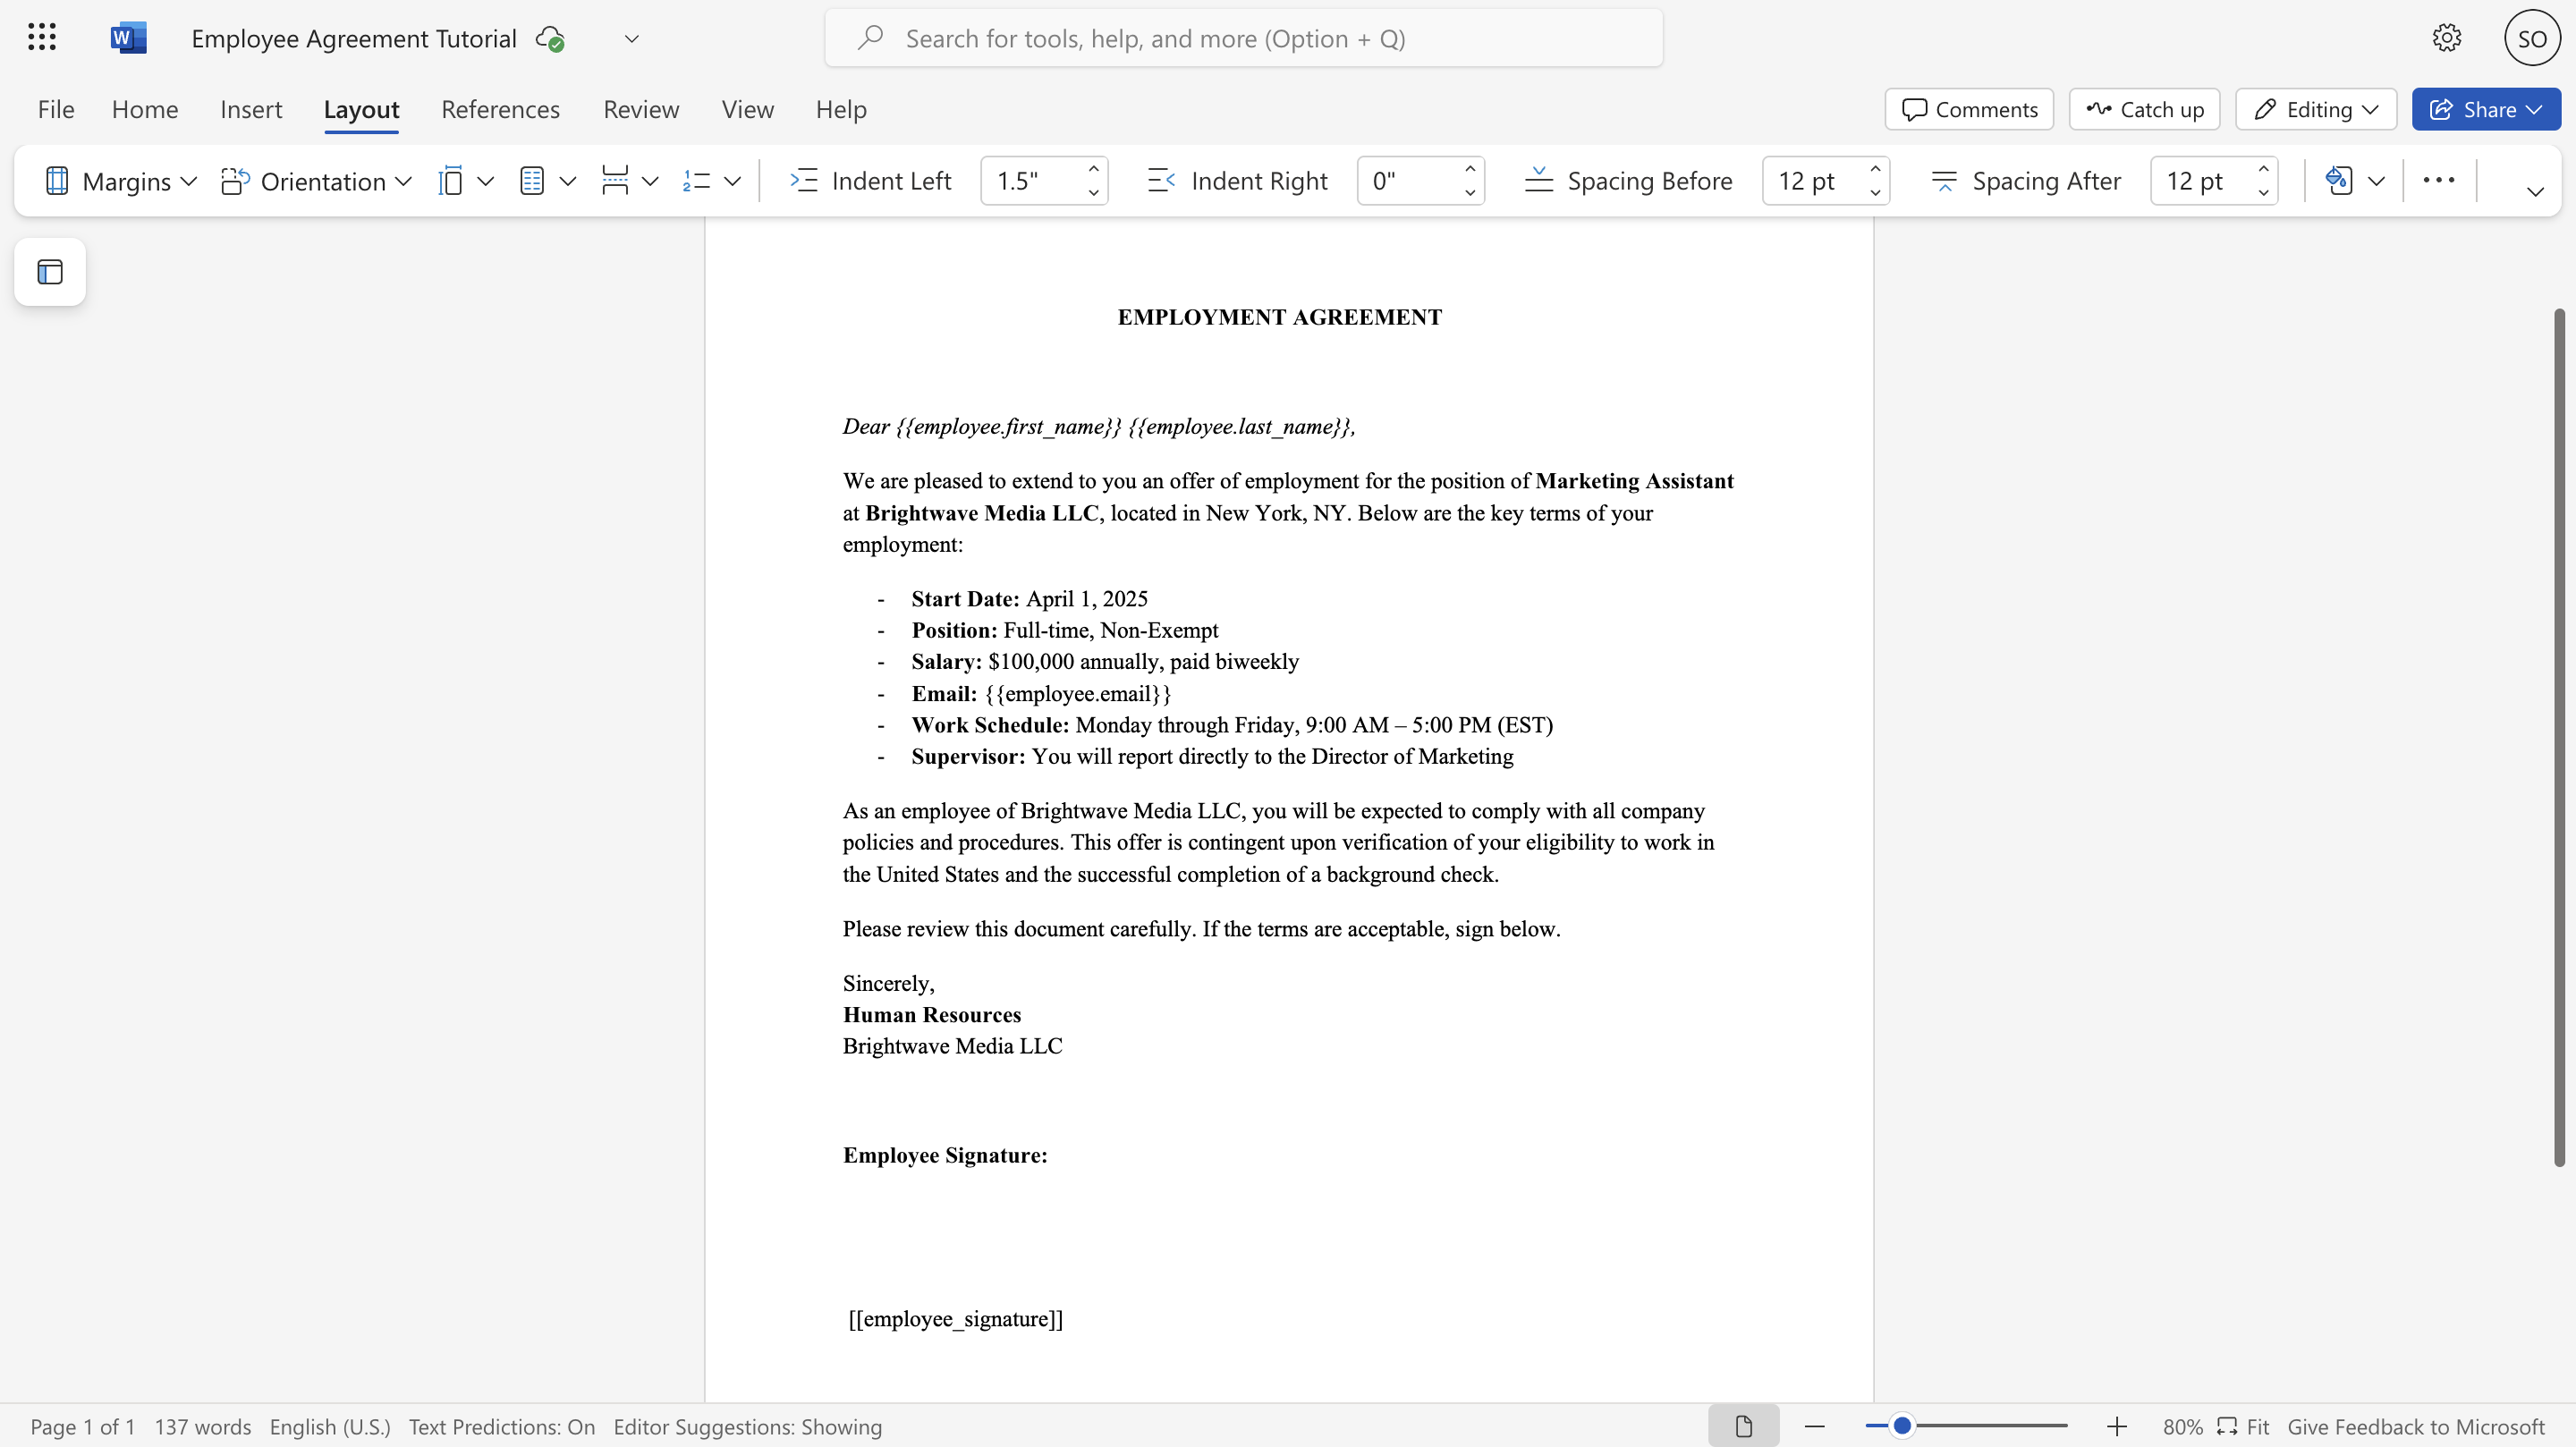 W Employee Agreement Tutorial Search for tools, help, and more (Option + Q) SO
File Home Insert Layout References Review View Help Comments Catch up Editing Share
Margins Orientation Indent Left 1.5" Indent Right 0" Spacing Before 12 pt Spacing After 12 pt
EMPLOYMENT AGREEMENT
Dear {{employee.first_name}} {{employee.last_name}},
We are pleased to extend to you an offer of employment for the position of Marketing Assistant
at Brightwave Media LLC, located in New York, NY. Below are the key terms of your
employment:
- Start Date: April 1, 2025
- Position: Full-time, Non-Exempt
- Salary: $100,000 annually, paid biweekly
- Email: {{employee.email}}
- Work Schedule: Monday through Friday, 9:00 AM – 5:00 PM (EST)
- Supervisor: You will report directly to the Director of Marketing
As an employee of Brightwave Media LLC, you will be expected to comply with all company
policies and procedures. This offer is contingent upon verification of your eligibility to work in
the United States and the successful completion of a background check.
Please review this document carefully. If the terms are acceptable, sign below.
Sincerely,
Human Resources
Brightwave Media LLC
Employee Signature:
[[employee_signature]]
Page 1 of 1 137 words English (U.S.) Text Predictions: On Editor Suggestions: Showing 80% Fit Give Feedback to Microsoft